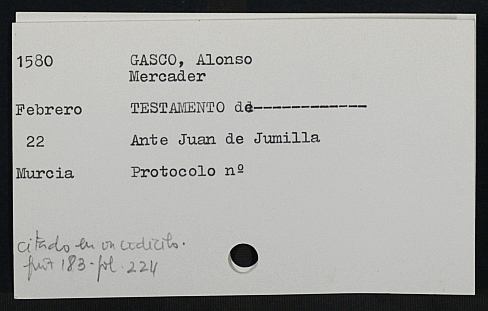 1580 GASCO, Alonso
Mercader
Febrero TESTAMENTO de------------
22 Ante Juan de Jumilla
Murcia Protocolo nº
citado en un codicilo.
183 - fol. 224